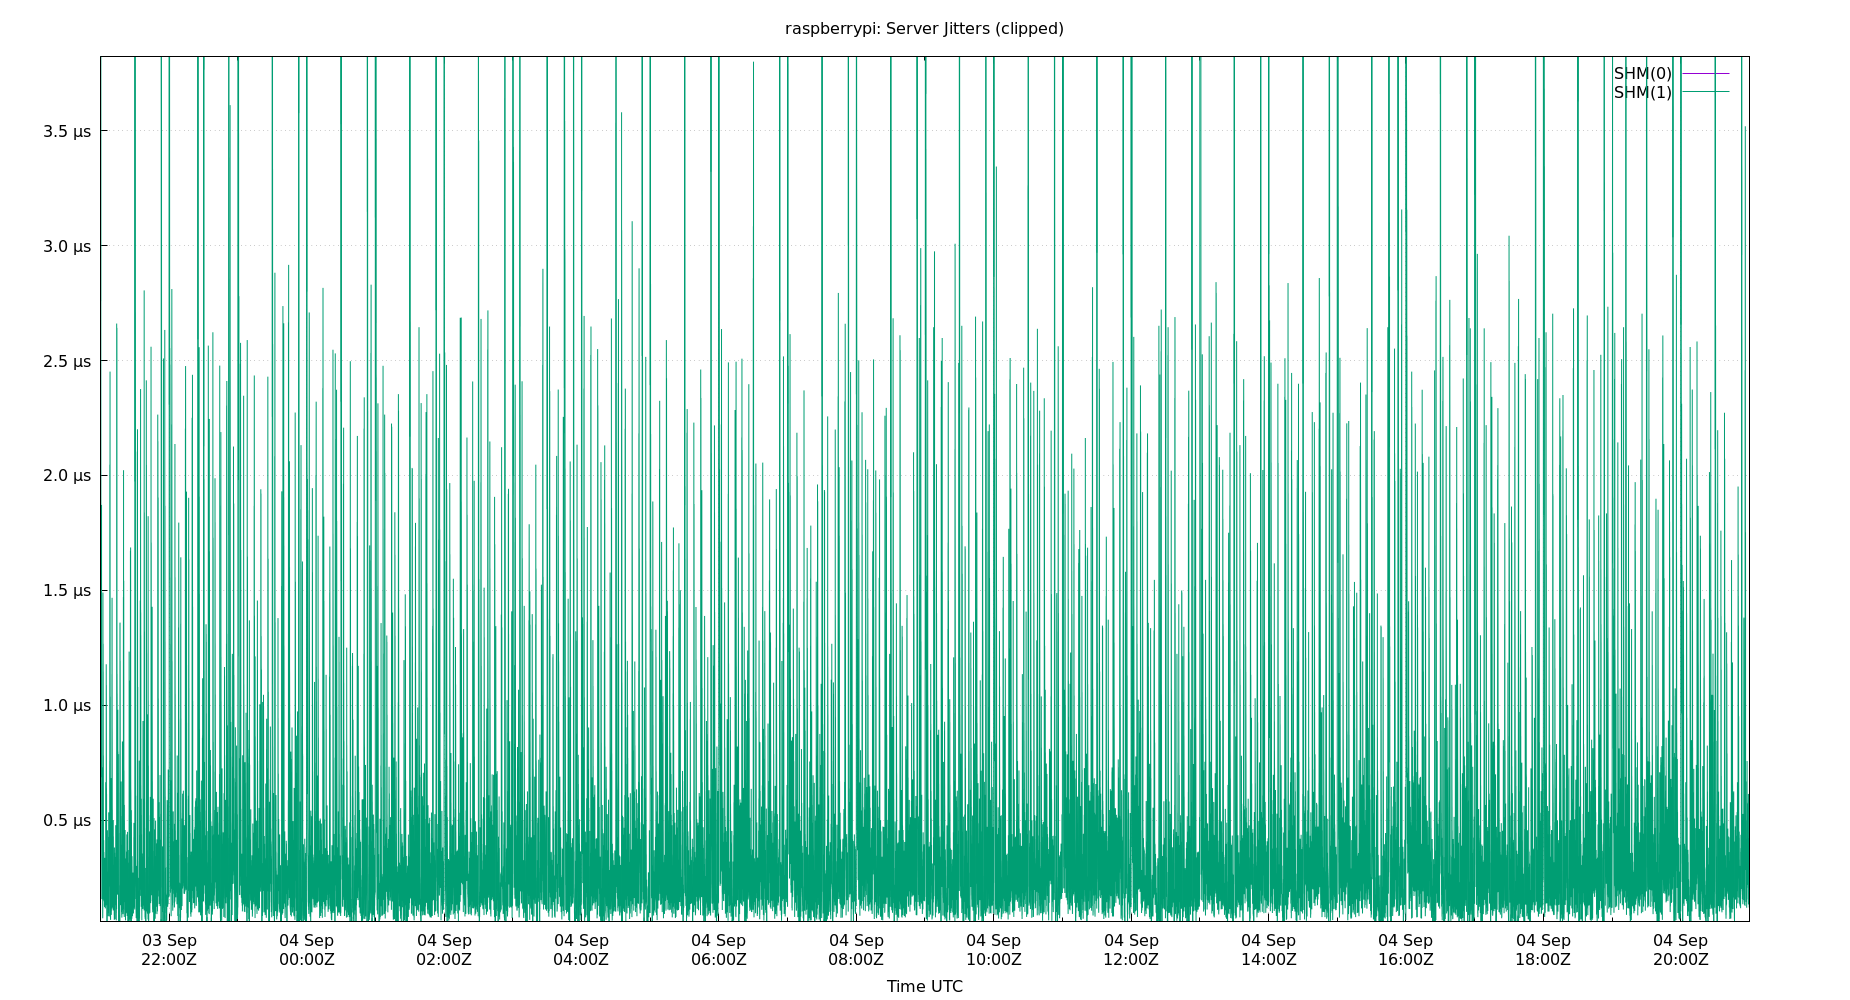 raspberrypi: Server Jitters (clipped)
SHM(0)
SHM(1)
3.5 µs
3.0 µs
2.5 µs
2.0 µs
1.5 µs
1.0 µs
0.5 µs
03 Sep 04 Sep 04 Sep 04 Sep 04 Sep 04 Sep 04 Sep 04 Sep 04 Sep 04 Sep 04 Sep 04 Sep
22:00Z 00:00Z 02:00Z 04:00Z 06:00Z 08:00Z 10:00Z 12:00Z 14:00Z 16:00Z 18:00Z 20:00Z
Time UTC